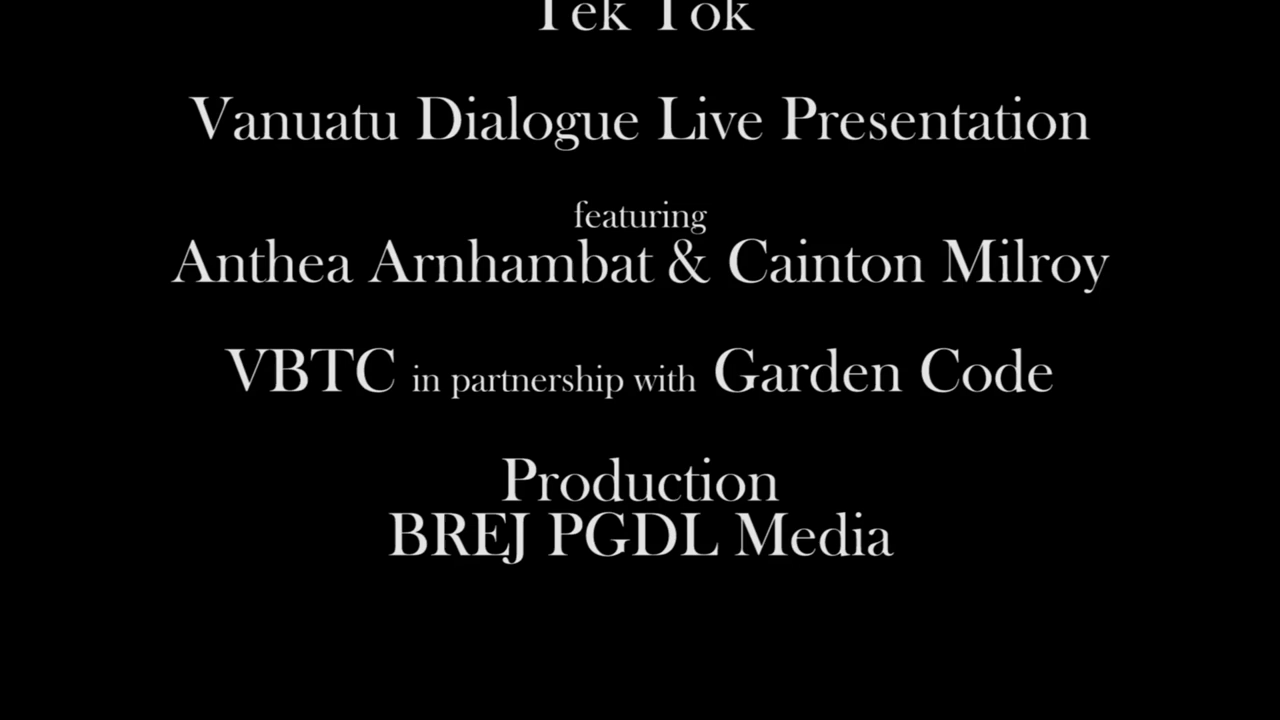 Tek Tok
Vanuatu Dialogue Live Presentation
featuring
Anthea Arnhambat & Cainton Milroy
VBTC in partnership with Garden Code
Production
BREJ PGDL Media